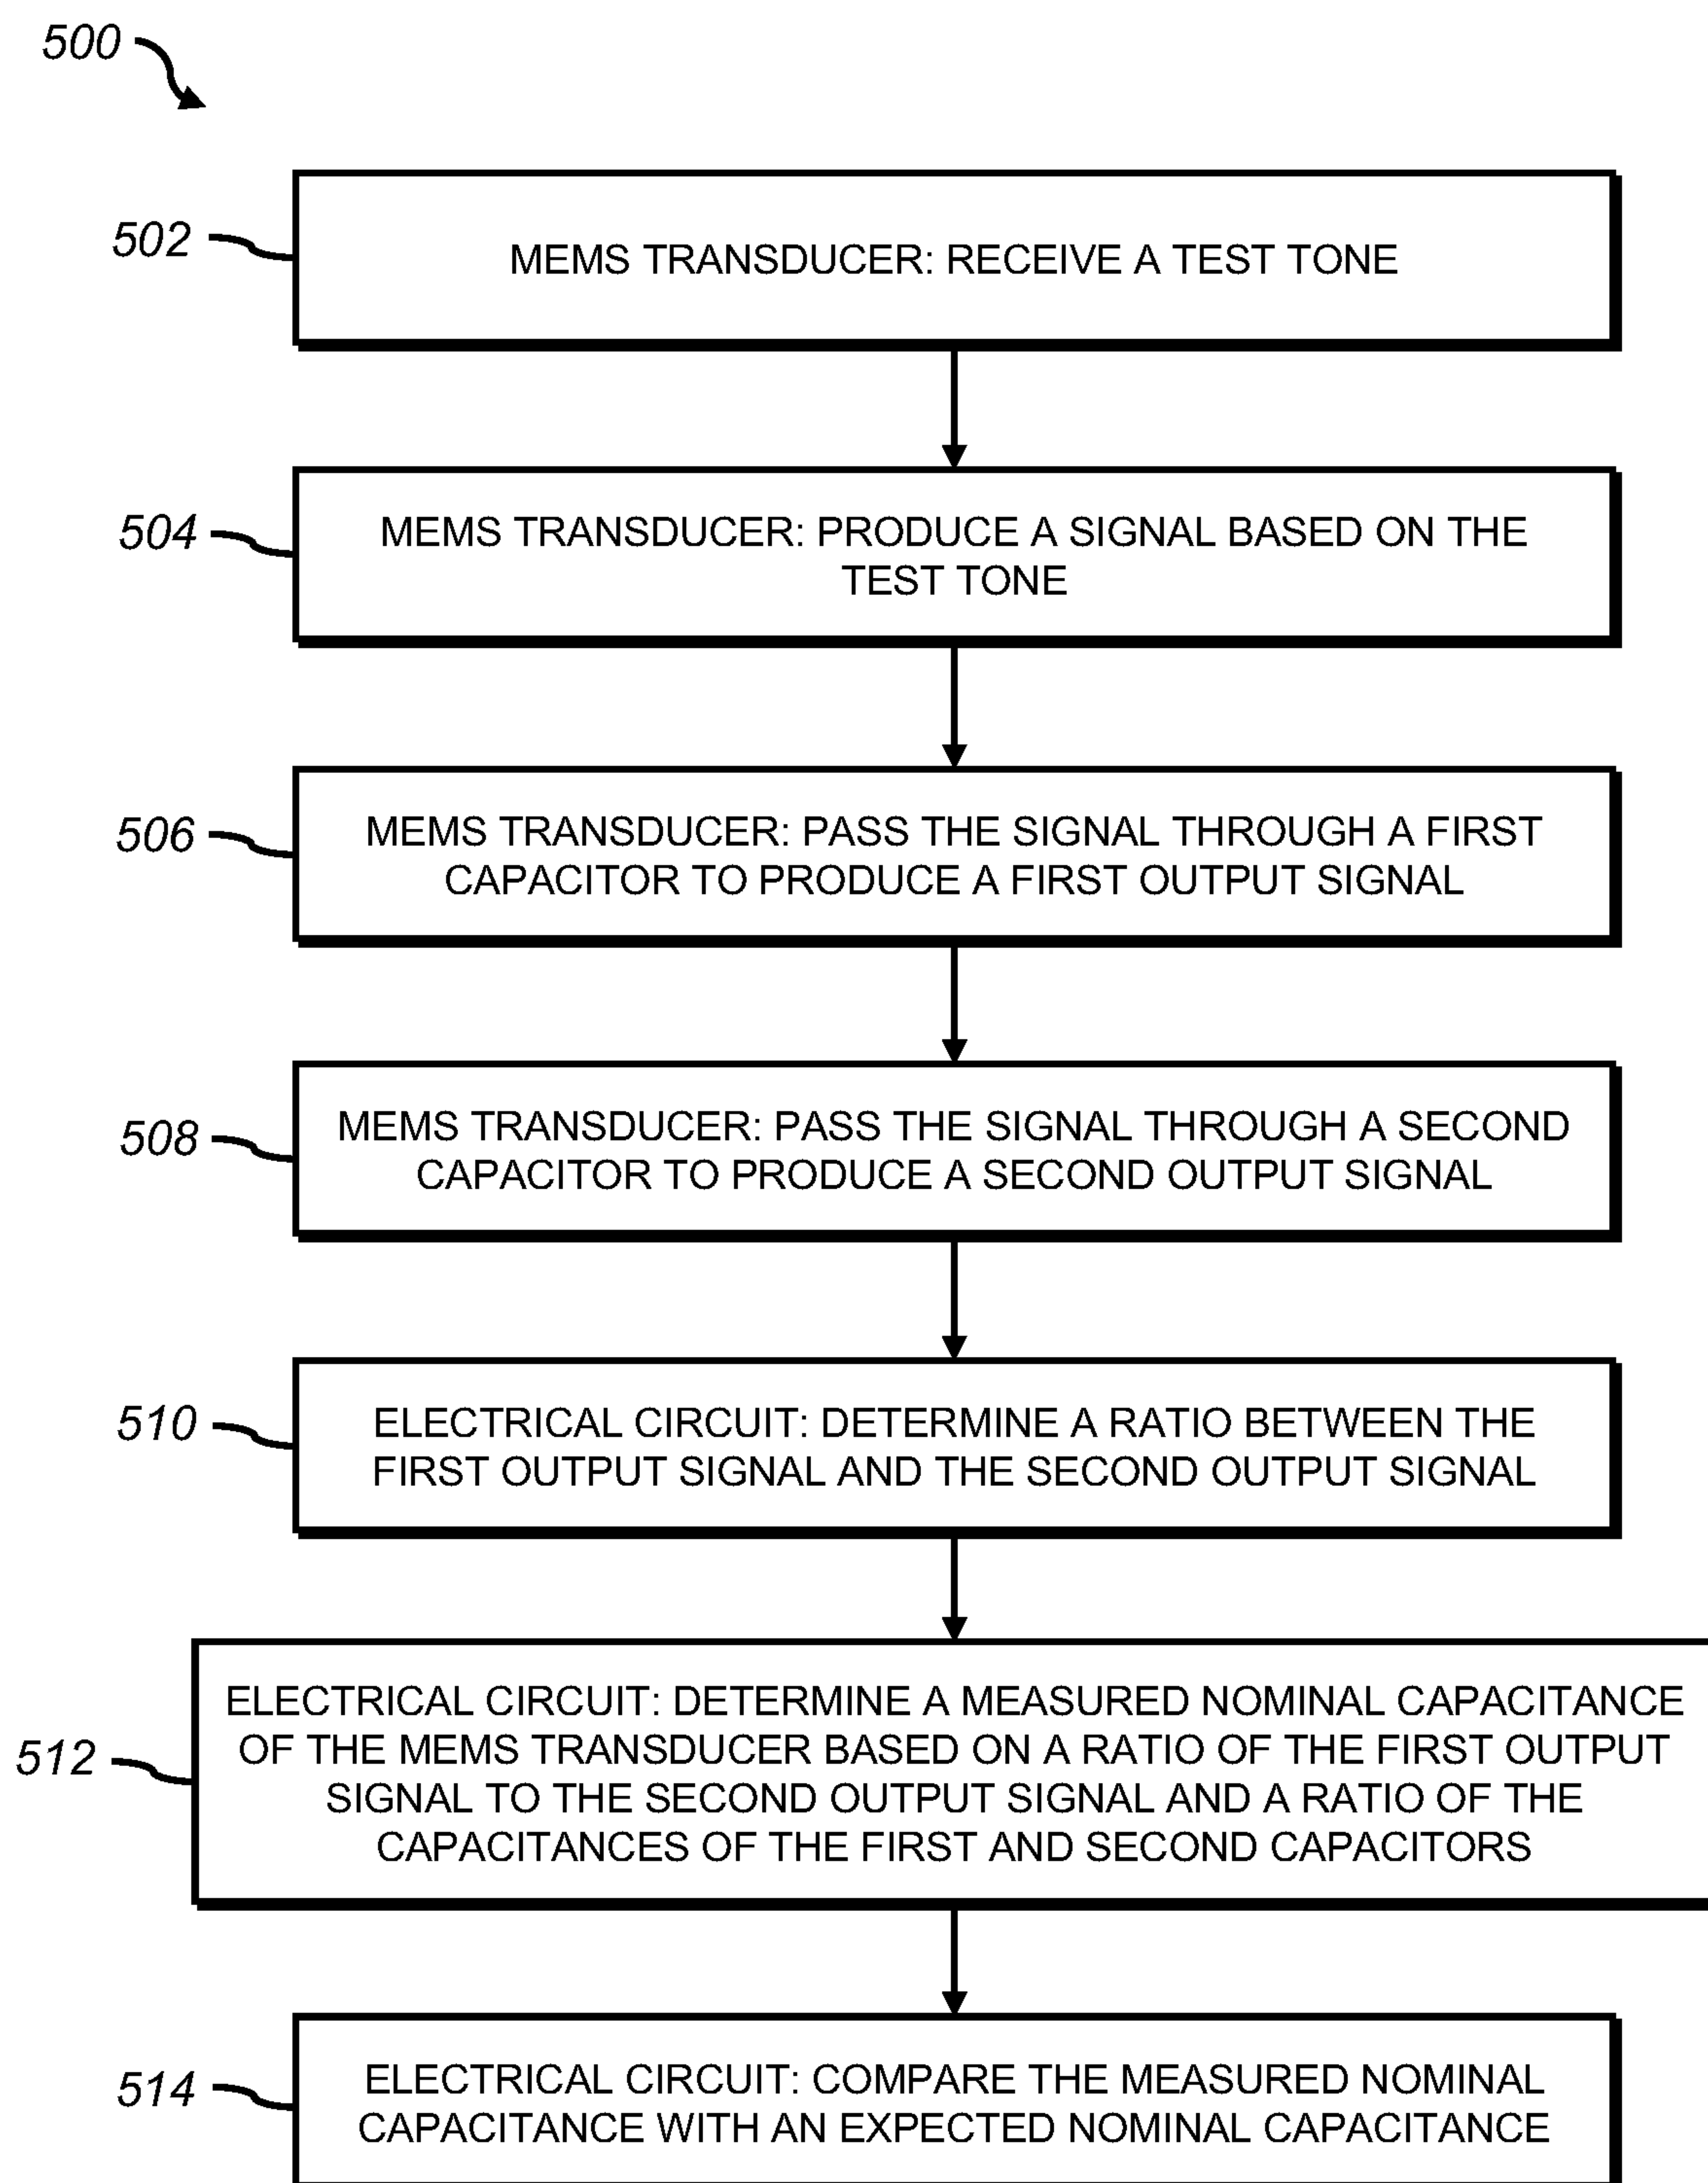 500
502
MEMS TRANSDUCER: RECEIVE A TEST TONE
504
MEMS TRANSDUCER: PRODUCE A SIGNAL BASED ON THE
TEST TONE
506
MEMS TRANSDUCER: PASS THE SIGNAL THROUGH A FIRST
CAPACITOR TO PRODUCE A FIRST OUTPUT SIGNAL
508
MEMS TRANSDUCER: PASS THE SIGNAL THROUGH A SECOND
CAPACITOR TO PRODUCE A SECOND OUTPUT SIGNAL
510
ELECTRICAL CIRCUIT: DETERMINE A RATIO BETWEEN THE
FIRST OUTPUT SIGNAL AND THE SECOND OUTPUT SIGNAL
512
ELECTRICAL CIRCUIT: DETERMINE A MEASURED NOMINAL CAPACITANCE
OF THE MEMS TRANSDUCER BASED ON A RATIO OF THE FIRST OUTPUT
SIGNAL TO THE SECOND OUTPUT SIGNAL AND A RATIO OF THE
CAPACITANCES OF THE FIRST AND SECOND CAPACITORS
514
ELECTRICAL CIRCUIT: COMPARE THE MEASURED NOMINAL
CAPACITANCE WITH AN EXPECTED NOMINAL CAPACITANCE